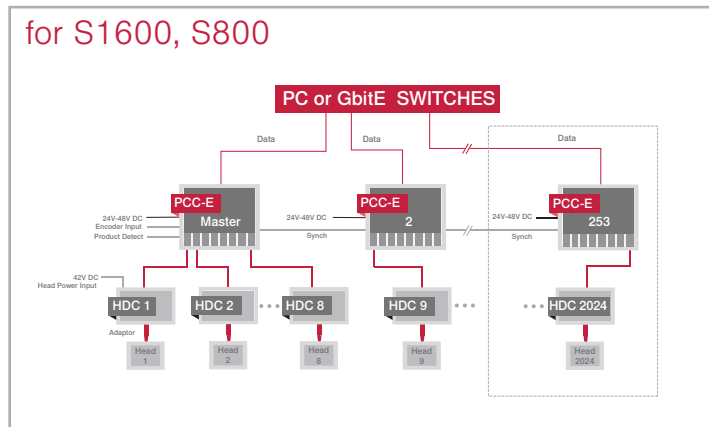 for S1600, S800
PC or GbitE SWITCHES
Data
Data
Data
PCC-E
Master
PCC-E
2
PCC-E
253
24V-48V DC
Encoder Input
Product Detect
24V-48V DC
Synch
24V-48V DC
Synch
42V DC
Head Power Input
HDC 1
HDC 2
HDC 8
HDC 9
HDC 2024
Adaptor
Head
1
Head
2
Head
8
Head
9
Head
2024